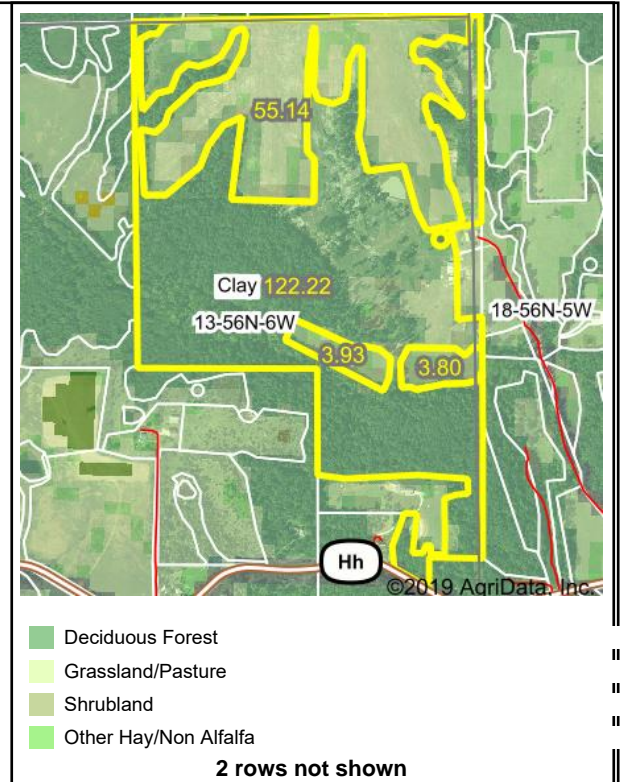 55.14
Clay 122.22
13-56N-6W
18-56N-5W
3.93
3.80
Hh
©2019 AgriData, Inc.
Deciduous Forest
Grassland/Pasture
Shrubland
Other Hay/Non Alfalfa
2 rows not shown